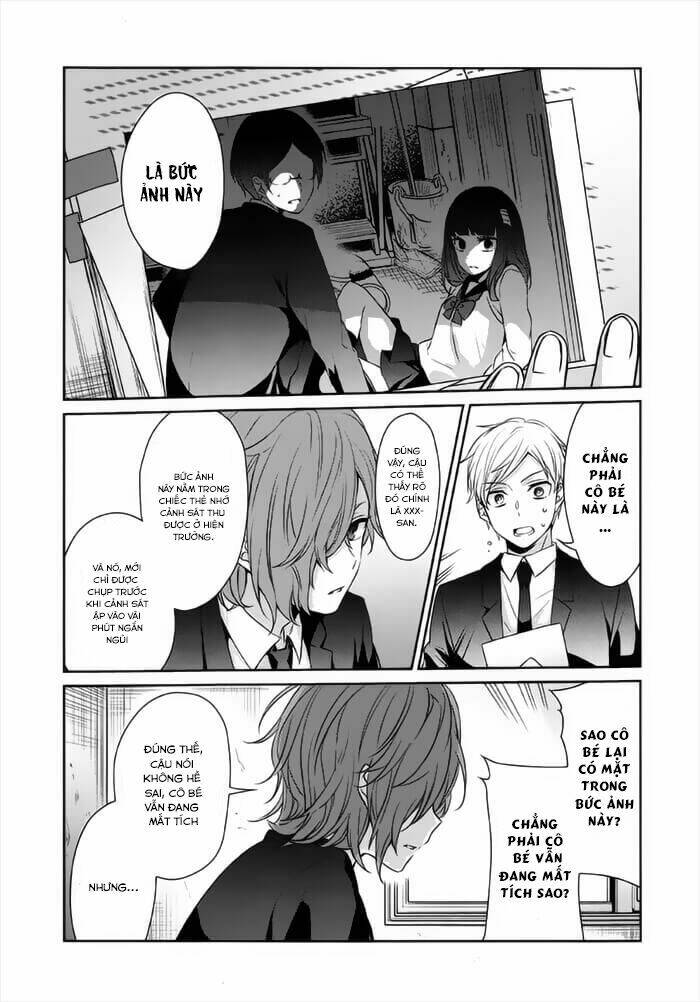 LÀ BỨC
ẢNH NÀY
CHẲNG
PHẢI
CÔ BÉ
NÀY LÀ
...
ĐÚNG
VẬY, CẬU
CÓ THỂ
THẤY RÕ
ĐÓ CHÍNH
LÀ XXX-
SAN.
BỨC ẢNH
NÀY NẰM TRONG
CHIẾC THẺ NHỚ
CẢNH SÁT THU
ĐƯỢC Ở HIỆN
TRƯỜNG.
VÀ NÓ, MỚI
CHỈ ĐƯỢC
CHỤP TRƯỚC
KHI CẢNH SÁT
ẬP VÀO VÀI
PHÚT NGẮN
NGỦI
SAO CÔ
BÉ LẠI
CÓ MẶT
TRONG
BỨC ẢNH
NÀY?
CHẲNG
PHẢI CÔ
BÉ VẪN
ĐANG MẤT
TÍCH SAO?
ĐÚNG THẾ,
CẬU NÓI
KHÔNG HỀ
SAI, CÔ BÉ
VẪN ĐANG
MẤT TÍCH
NHƯNG...